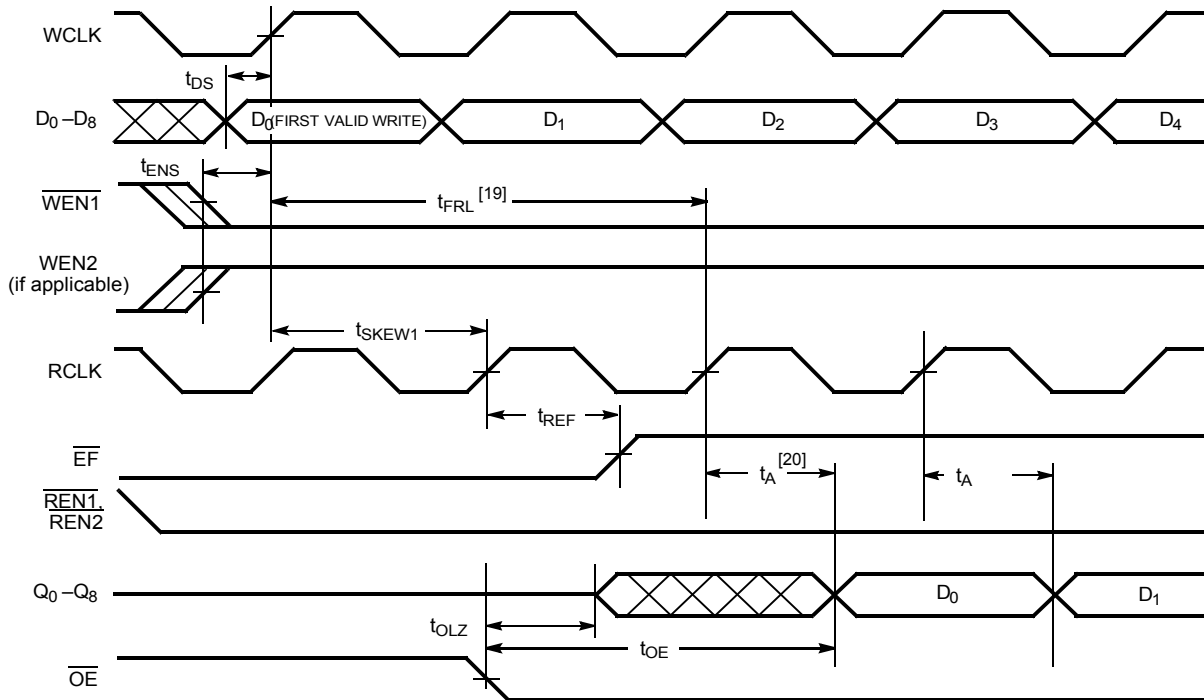 WCLK
tDS
D0 –D8
D0(FIRST VALID WRITE)
D1
D2
D3
D4
tENS
WEN1
tFRL [19]
WEN2
(if applicable)
tSKEW1
RCLK
tREF
EF
tA [20]
tA
REN1,
REN2
Q0 –Q8
D0
D1
tOLZ
tOE
OE